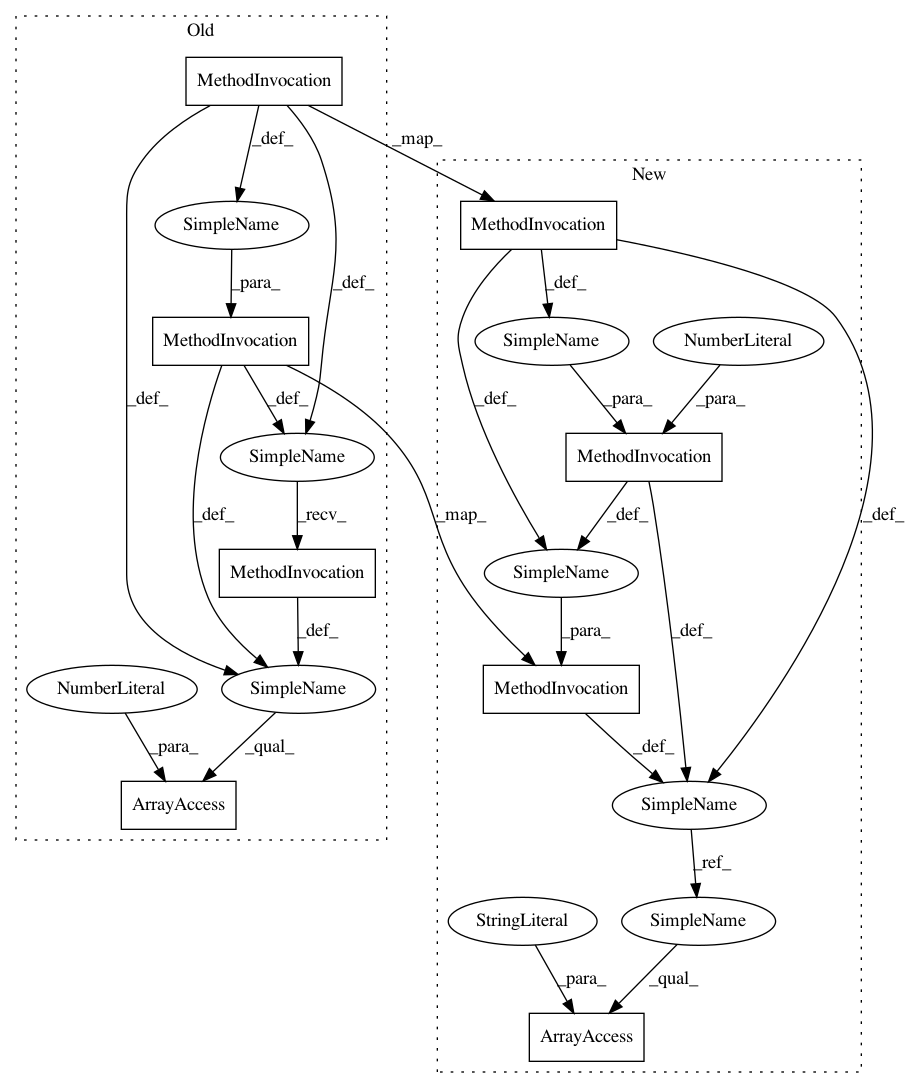 Old
MethodInvocation
_def_
_map_
New
SimpleName
MethodInvocation
_para_
_def_
_def_
MethodInvocation
SimpleName
NumberLiteral
_def_
_def_
_def_
_para_
_para_
SimpleName
MethodInvocation
_def_
_recv_
_map_
_def_
_def_
MethodInvocation
SimpleName
_def_
_para_
_def_
NumberLiteral
SimpleName
MethodInvocation
_para_
_qual_
_def_
ArrayAccess
SimpleName
_ref_
StringLiteral
SimpleName
_para_
_qual_
ArrayAccess